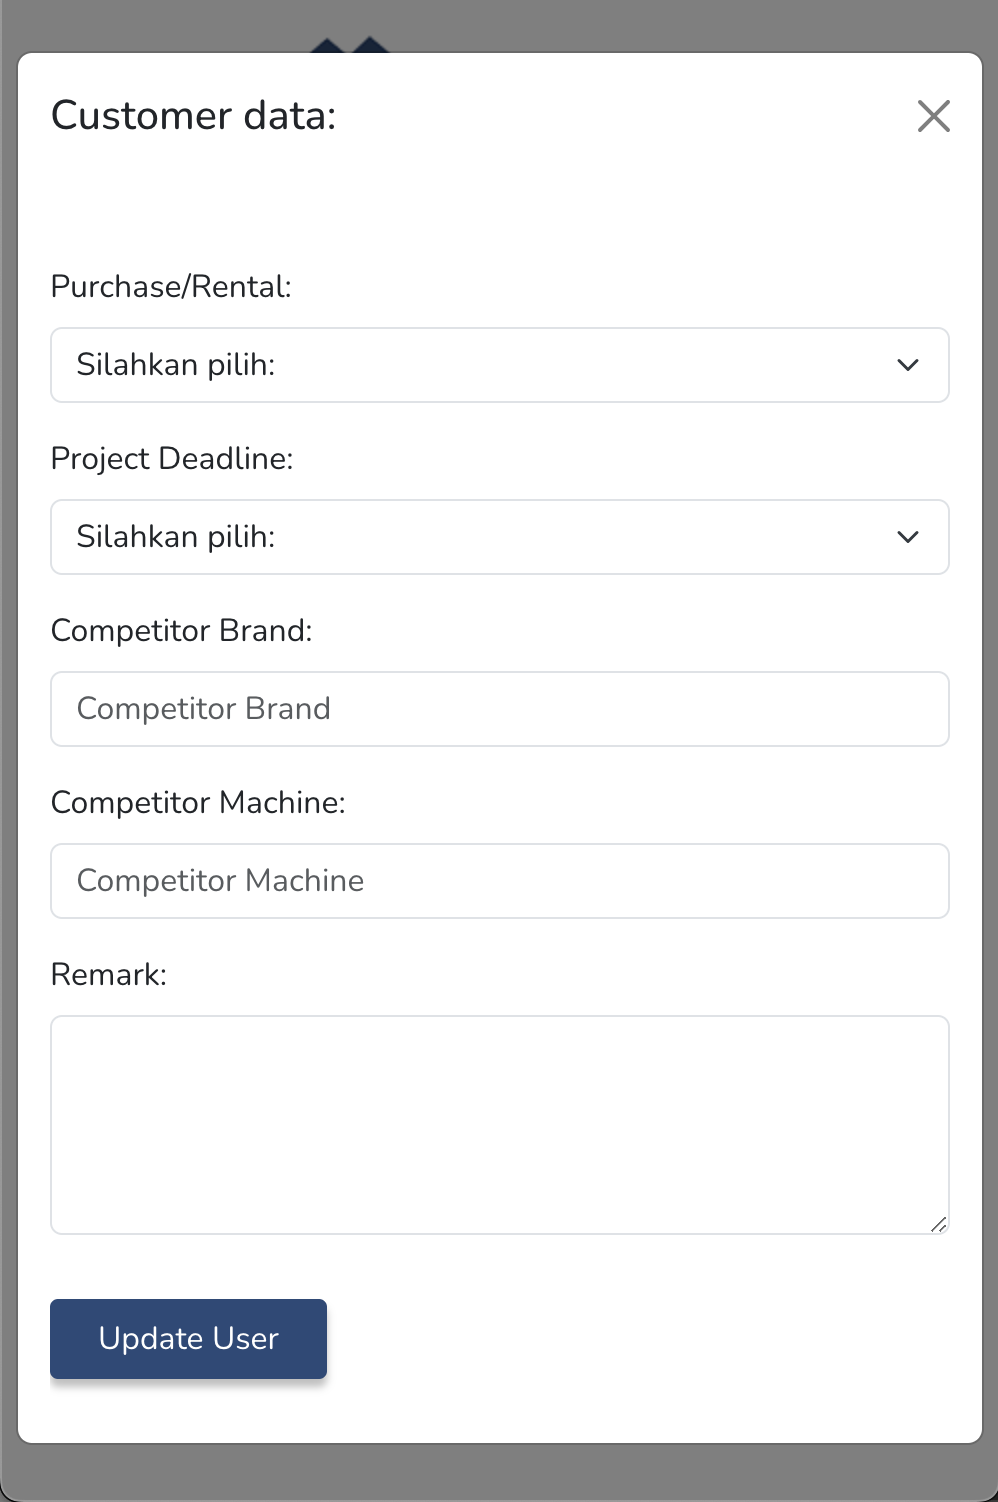 Customer data:
Purchase/Rental:
Silahkan pilih:
Project Deadline:
Silahkan pilih:
Competitor Brand:
Competitor Brand
Competitor Machine:
Competitor Machine
Remark:
Update User